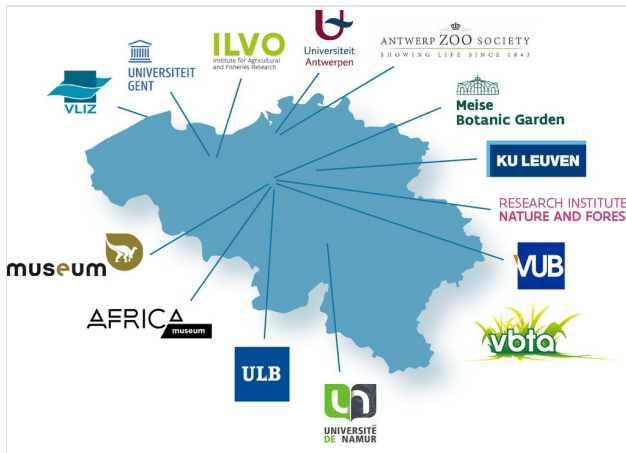 VLIZ
UNIVERSITEIT
GENT
ILVO
Institute for Agricultural
and Fisheries Research
Universiteit
Antwerpen
ANTWERP ZOO SOCIETY
SHOWING LIFE SINCE 1843
Meise
Botanic Garden
KU LEUVEN
RESEARCH INSTITUTE
NATURE AND FOREST
VUB
museum
AFRICA
museum
vbta
ULB
UNIVERSITÉ
DE NAMUR